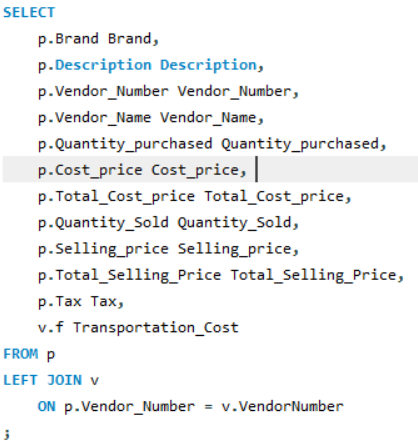 SELECT
p.Brand Brand,
p.Description Description,
p.Vendor_Number Vendor_Number,
p.Vendor_Name Vendor_Name,
p.Quantity_purchased Quantity_purchased,
p.Cost_price Cost_price,
p.Total_Cost_price Total_Cost_price,
p.Quantity_Sold Quantity_Sold,
p.Selling_price Selling_price,
p.Total_Selling_Price Total_Selling_Price,
p.Tax Tax,
v.f Transportation_Cost
FROM p
LEFT JOIN v
ON p.Vendor_Number = v.VendorNumber
;